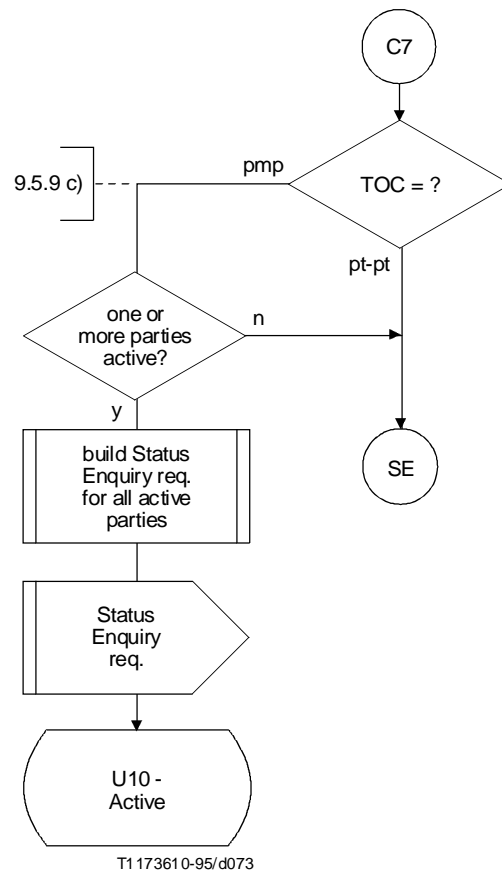 C7
TOC = ?
pmp
9.5.9 c)
pt-pt
one or
more parties
active?
n
y
build Status
Enquiry req.
for all active
parties
SE
Status
Enquiry
req.
U10 -
Active
T1173610-95/d073